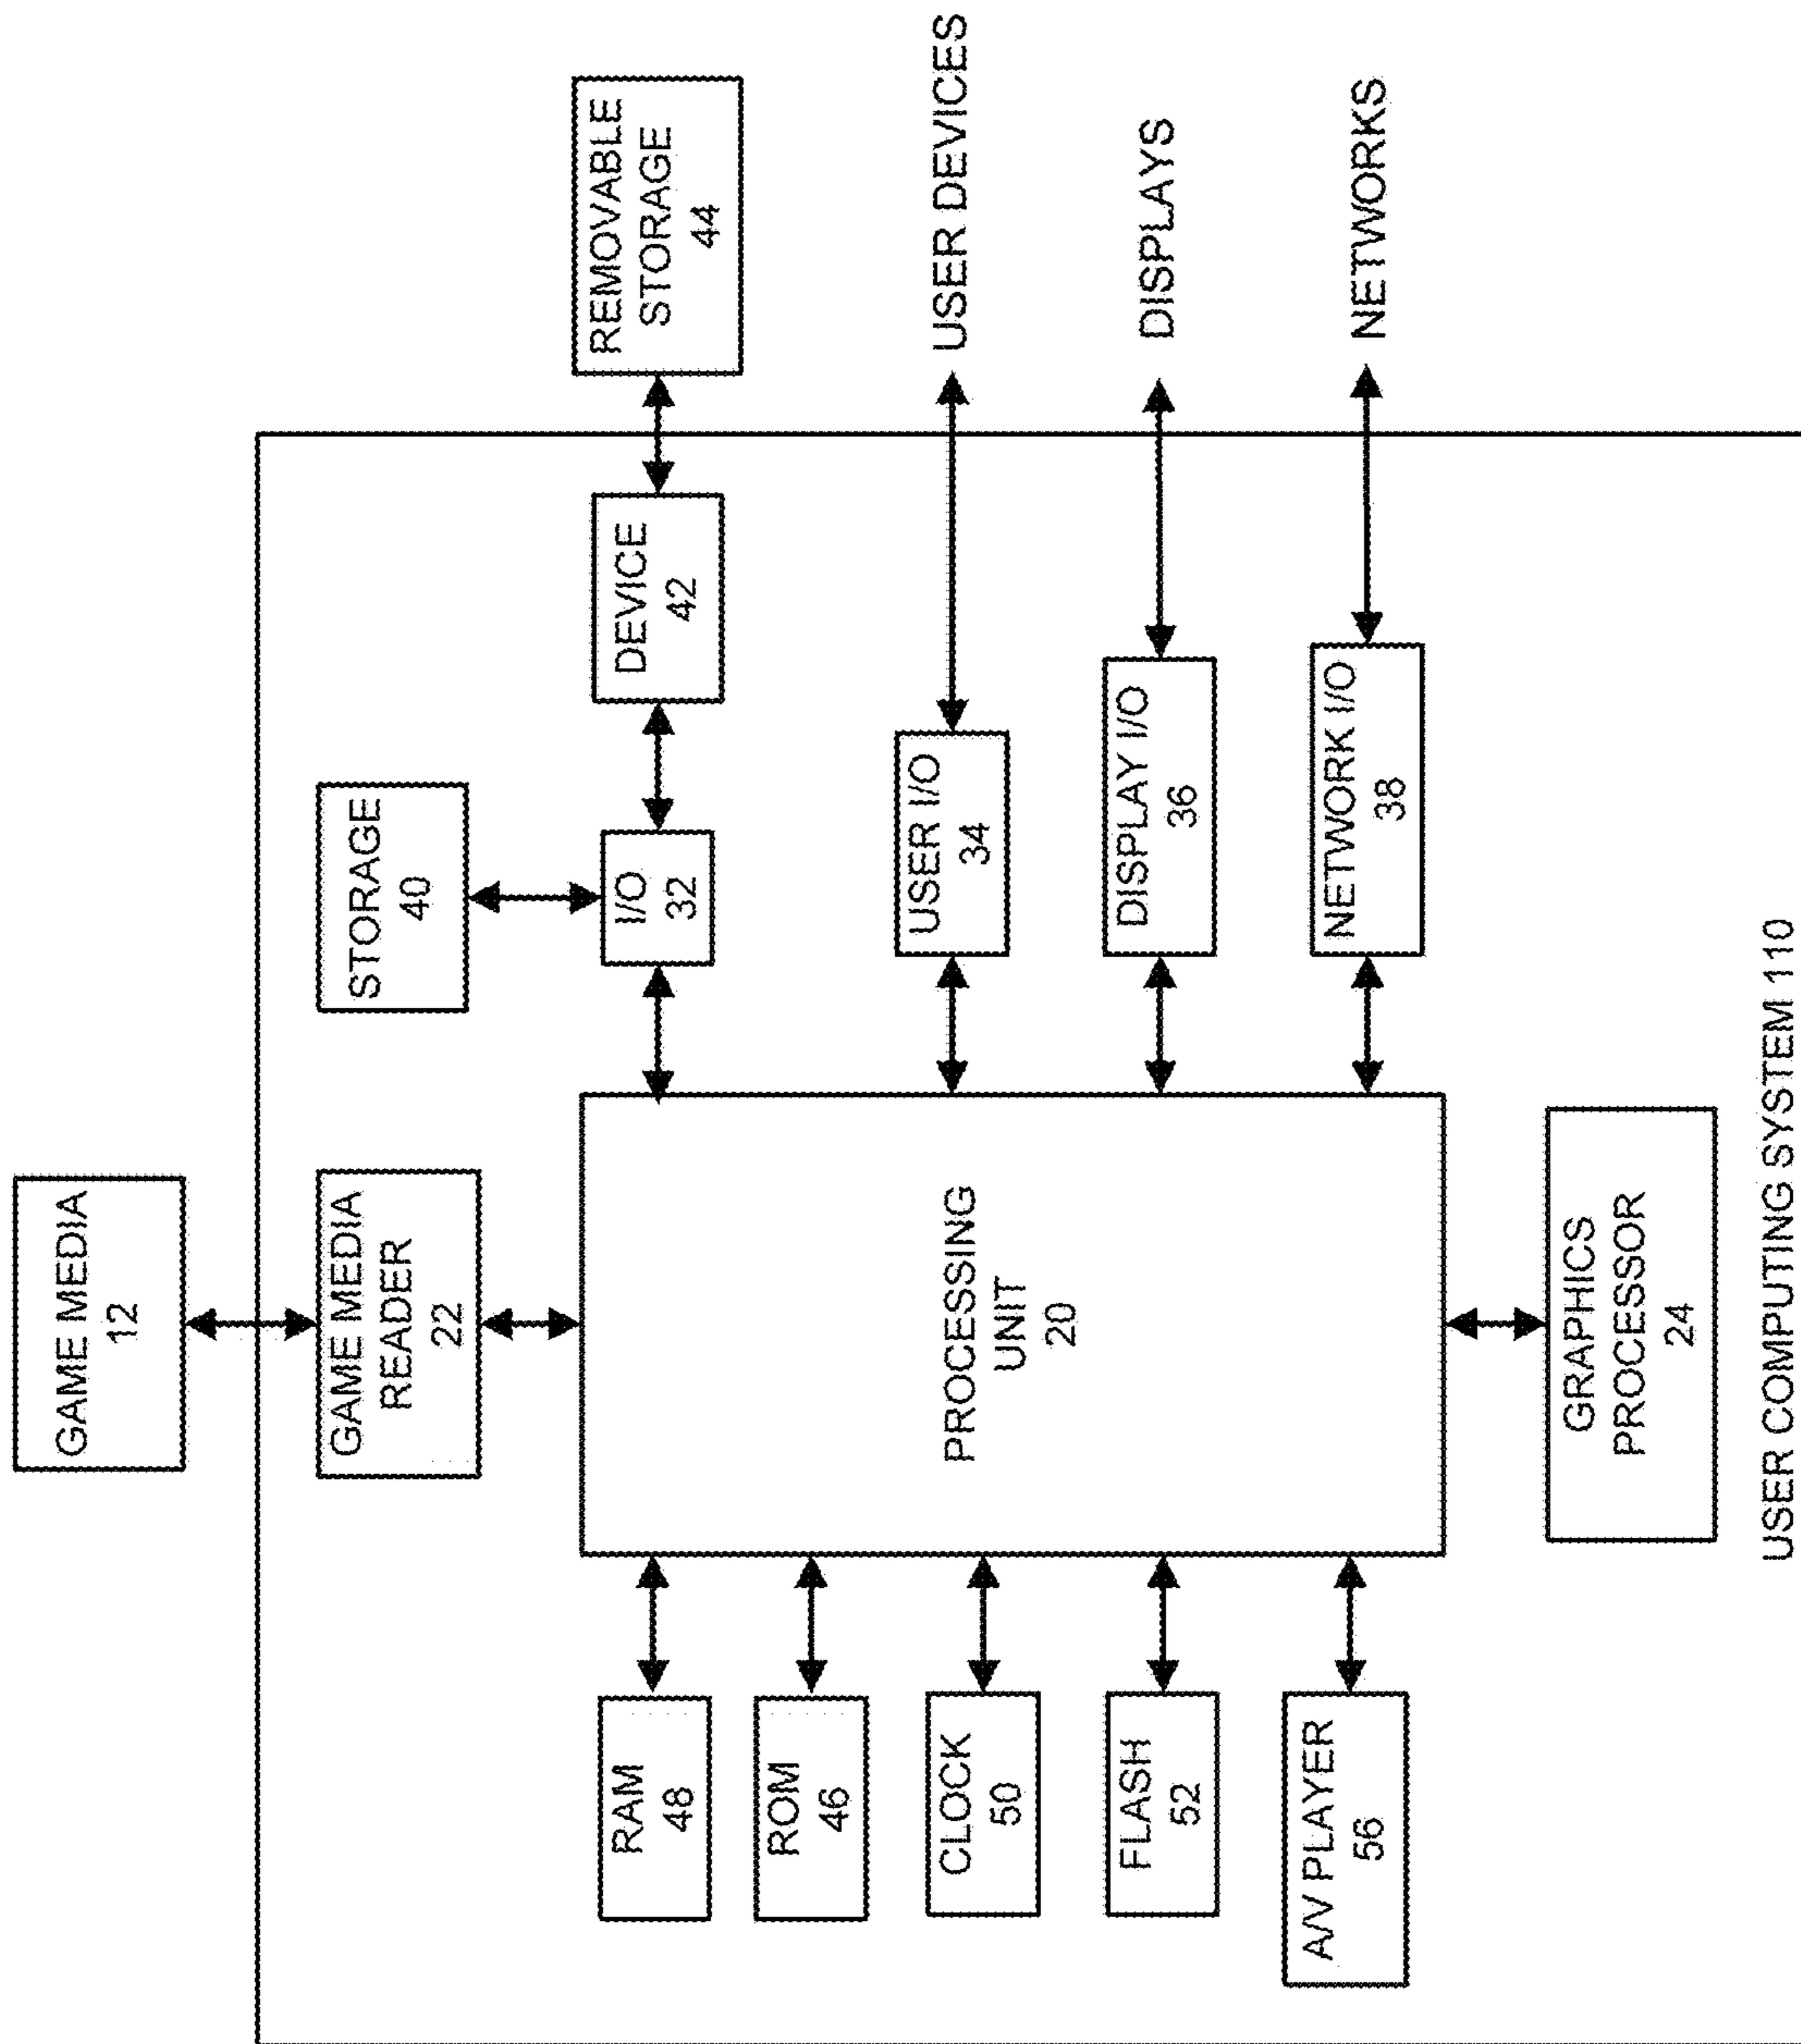 GAME MEDIA
12
GAME MEDIA
READER
22
STORAGE
40
RAM
48
ROM
46
CLOCK
50
FLASH
52
A/V PLAYER
56
PROCESSING
UNIT
20
I/O
32
DEVICE
42
REMOVABLE
STORAGE
44
USER I/O
34
USER DEVICES
DISPLAY I/O
36
DISPLAYS
NETWORK I/O
38
NETWORKS
GRAPHICS
PROCESSOR
24
USER COMPUTING SYSTEM 110